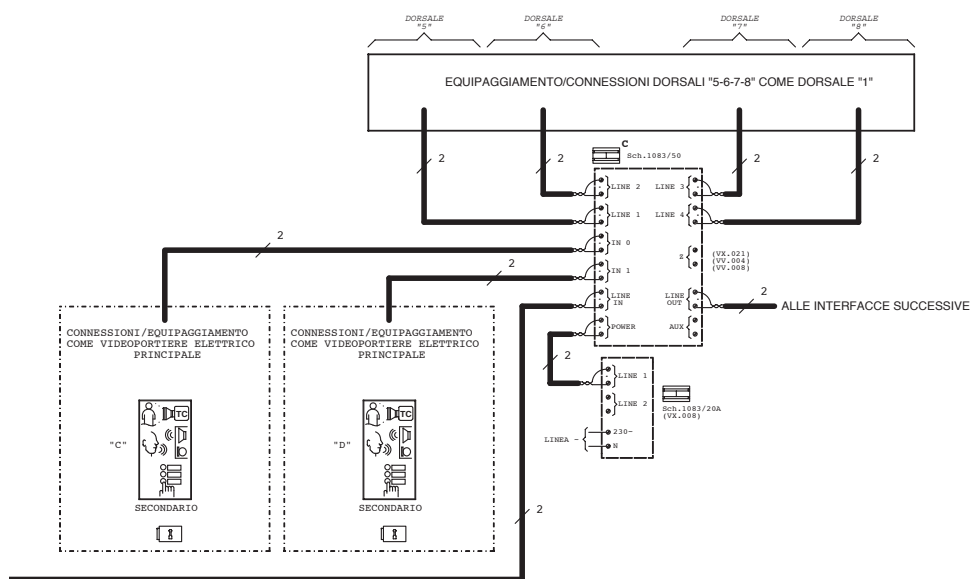 DORSALE
"5"
DORSALE
"6"
DORSALE
"7"
DORSALE
"8"
EQUIPAGGIAMENTO/CONNESSIONI DORSALI "5-6-7-8" COME DORSALE "1"
2
2
2
2
C
Sch.1083/50
LINE 2
LINE 3
LINE 1
LINE 4
2
IN 0
Z
(VX.021)
(VV.004)
(VV.008)
2
IN 1
LINE
IN
LINE
OUT
2
ALLE INTERFACCE SUCCESSIVE
POWER
AUX
2
LINE 1
LINE 2
Sch.1083/20A
(VX.008)
LINEA ~
230~
N
CONNESSIONI/EQUIPAGGIAMENTO
COME VIDEOPORTIERE ELETTRICO
PRINCIPALE
"C"
TC
SECONDARIO
CONNESSIONI/EQUIPAGGIAMENTO
COME VIDEOPORTIERE ELETTRICO
PRINCIPALE
"D"
TC
SECONDARIO
2